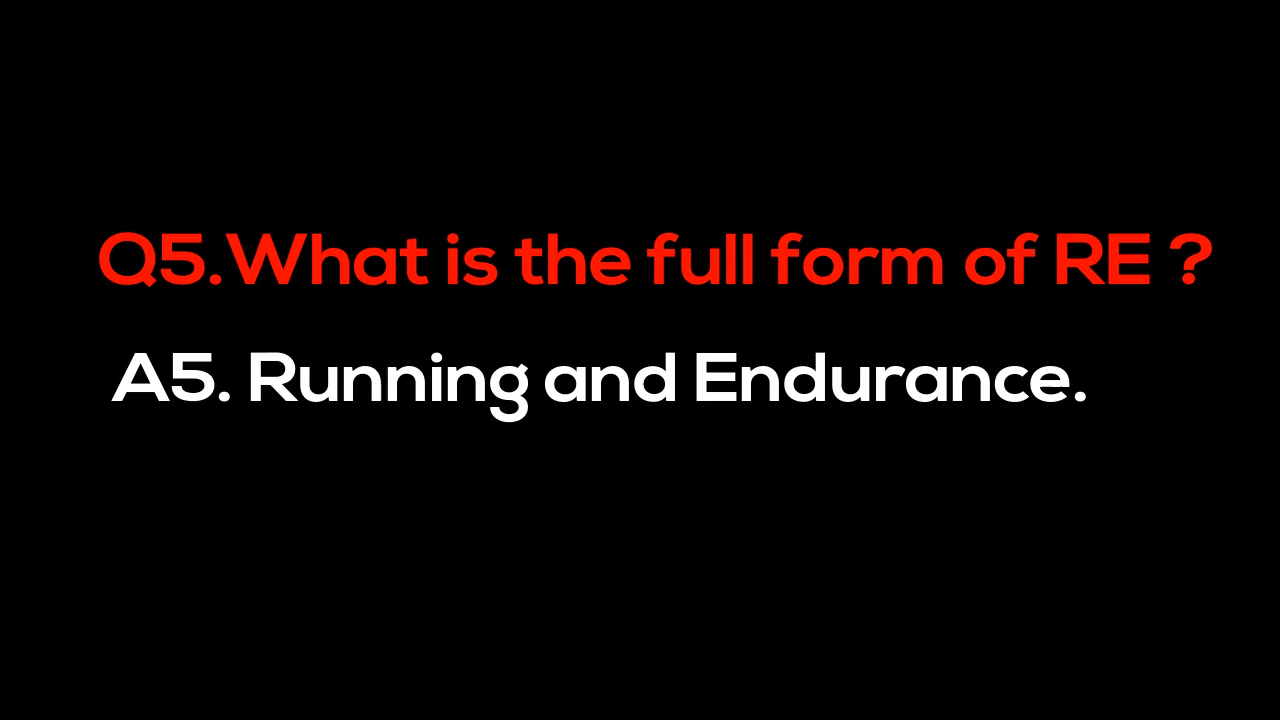 Q5.What is the full form of RE ?
A5. Running and Endurance.